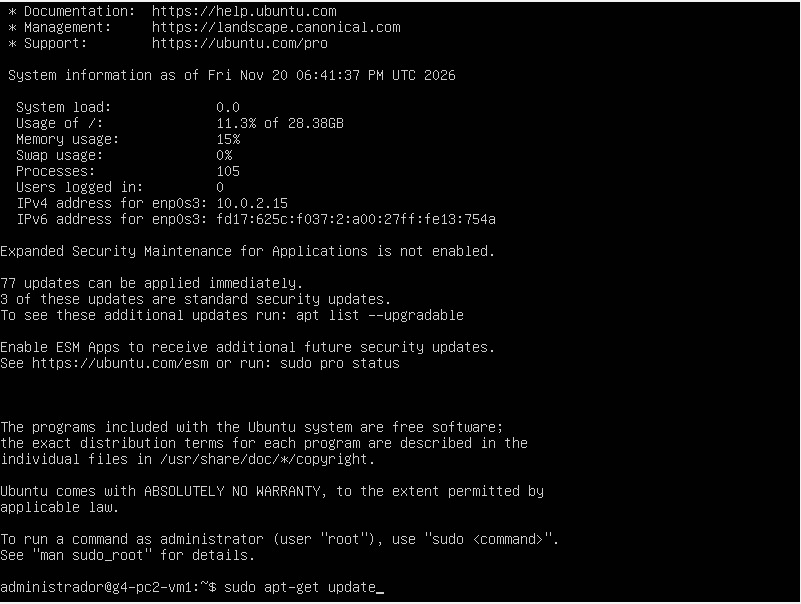 * Documentation:  https://help.ubuntu.com
* Management:     https://landscape.canonical.com
* Support:        https://ubuntu.com/pro
System information as of Fri Nov 20 06:41:37 PM UTC 2026
System load:             0.0
Usage of /:              11.3% of 28.38GB
Memory usage:            15%
Swap usage:              0%
Processes:               105
Users logged in:         0
IPv4 address for enp0s3: 10.0.2.15
IPv6 address for enp0s3: fd17:625c:f037:2:a00:27ff:fe13:754a
Expanded Security Maintenance for Applications is not enabled.
77 updates can be applied immediately.
3 of these updates are standard security updates.
To see these additional updates run: apt list --upgradable
Enable ESM Apps to receive additional future security updates.
See https://ubuntu.com/esm or run: sudo pro status
The programs included with the Ubuntu system are free software;
the exact distribution terms for each program are described in the
individual files in /usr/share/doc/*/copyright.
Ubuntu comes with ABSOLUTELY NO WARRANTY, to the extent permitted by
applicable law.
To run a command as administrator (user "root"), use "sudo <command>".
See "man sudo_root" for details.
administrador@g4-pc2-vm1:~$ sudo apt-get update_